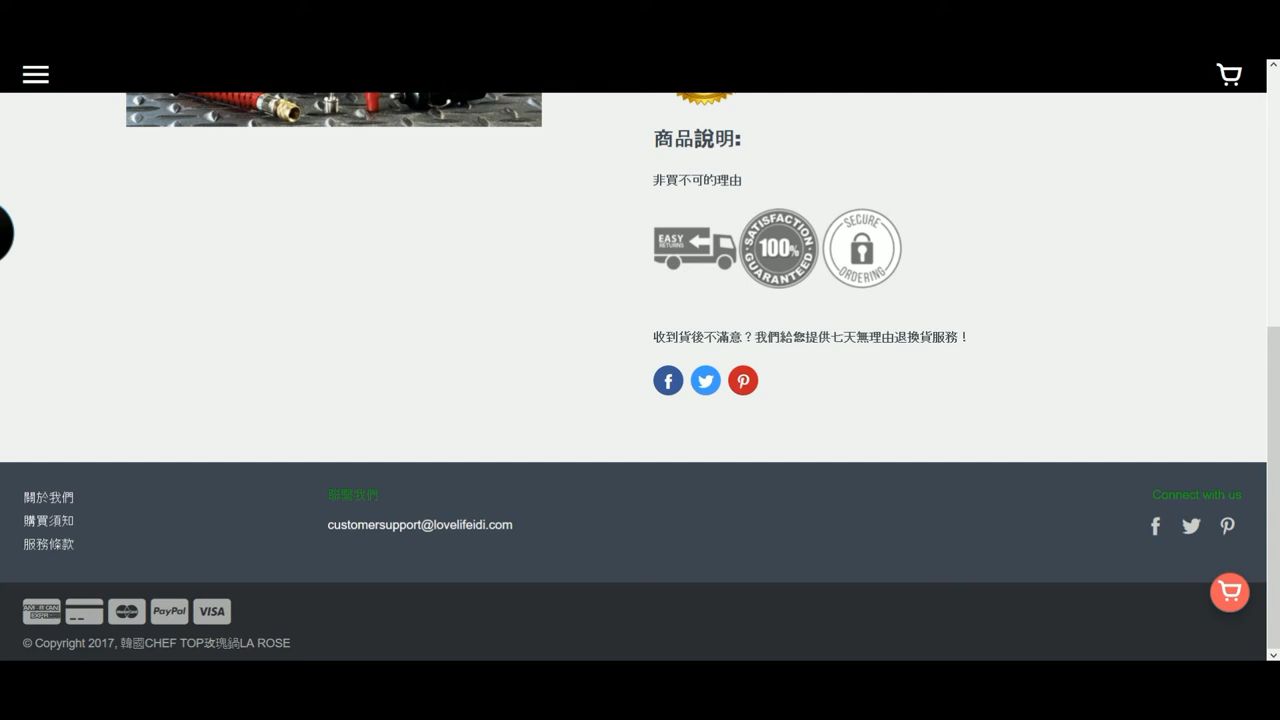 商品說明:
非買不可的理由
EASY RETURNS
SATISFACTION 100% GUARANTEED
SECURE ORDERING
收到貨後不滿意？我們給您提供七天無理由退換貨服務！
關於我們
購買須知
服務條款
聯繫我們
customersupport@lovelifeidi.com
Connect with us
AMERICAN EXPR
MasterCard
PayPal
VISA
© Copyright 2017, 韓國CHEF TOP玫瑰鍋LA ROSE